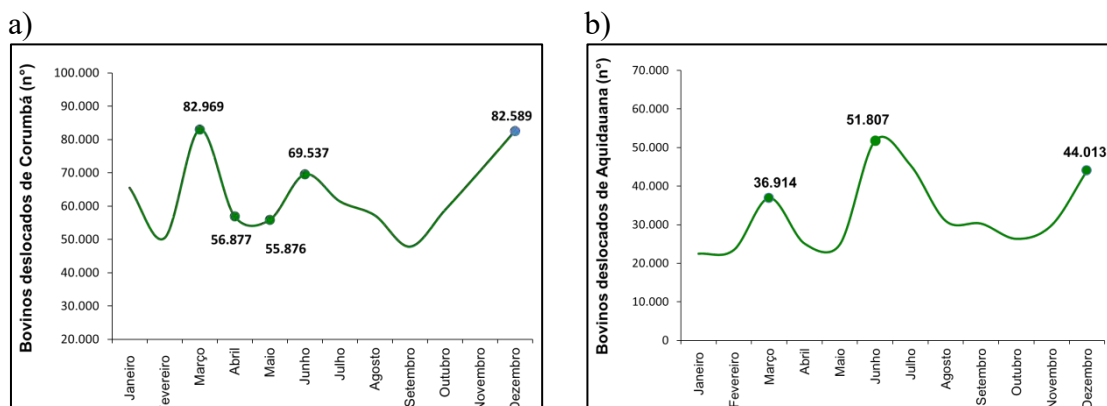 a)
Bovinos deslocados de Corumbá (n°)
100.000
90.000
80.000
70.000
60.000
50.000
40.000
30.000
20.000
82.969
56.877
55.876
69.537
82.589
Janeiro
evereiro
Março
Abril
Maio
Junho
Julho
Agosto
Setembro
Outubro
Novembro
Dezembro
b)
Bovinos deslocados de Aquidauana (n°)
70.000
60.000
50.000
40.000
30.000
20.000
10.000
0
36.914
51.807
44.013
Janeiro
Fevereiro
Março
Abril
Maio
Junho
Julho
Agosto
Setembro
Outubro
Novembro
Dezembro